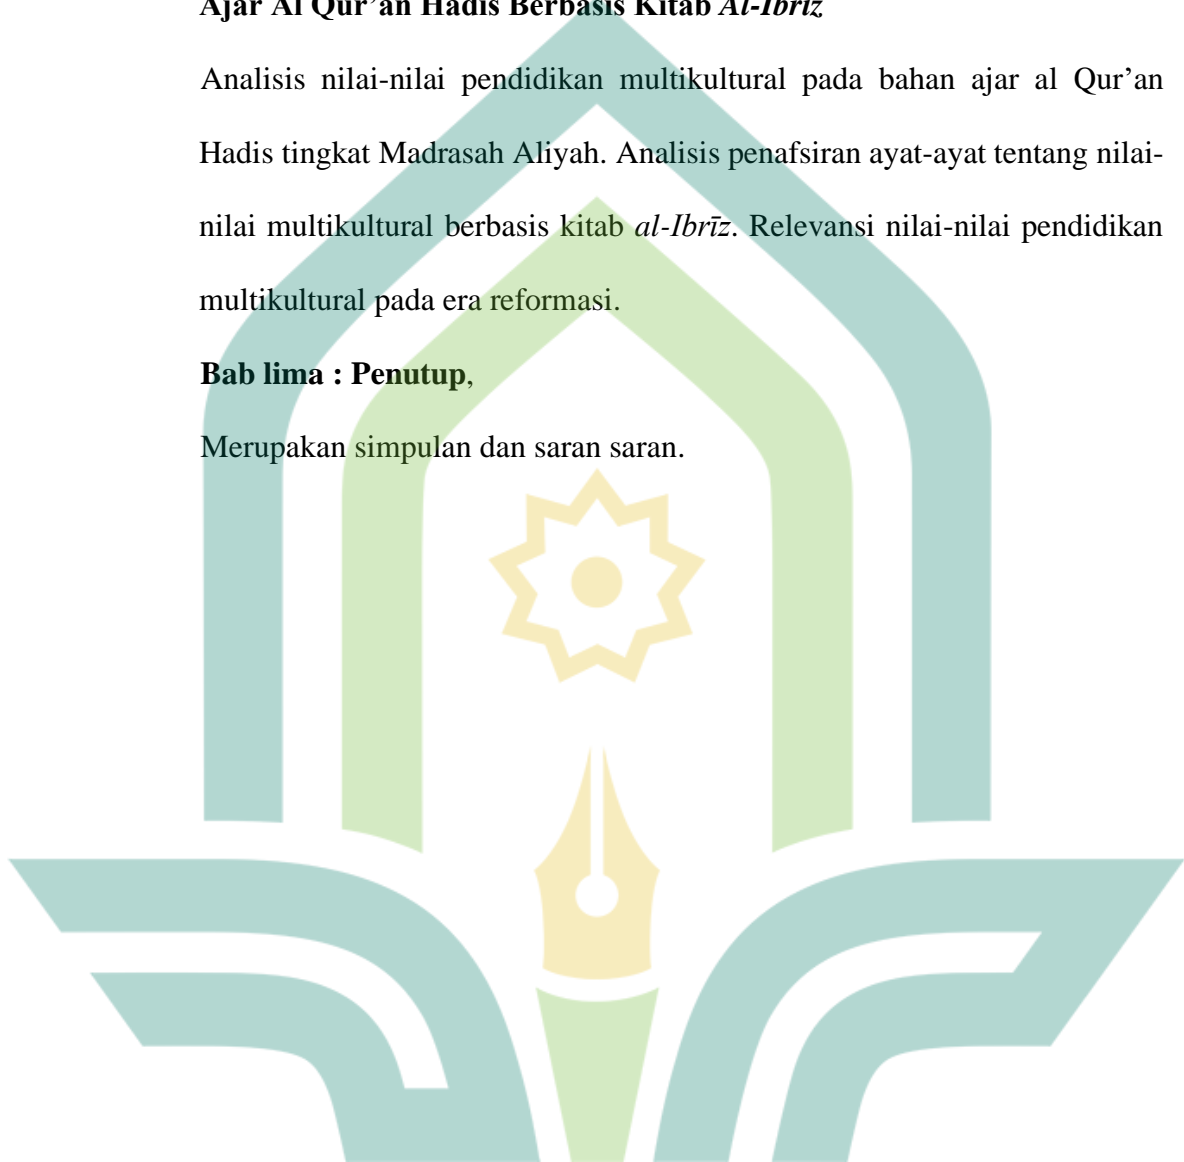 Ajar Al Qur’an Hadis Berbasis Kitab Al-Ibrīz
Analisis nilai-nilai pendidikan multikultural pada bahan ajar al Qur’an
Hadis tingkat Madrasah Aliyah. Analisis penafsiran ayat-ayat tentang nilai-
nilai multikultural berbasis kitab al-Ibrīz. Relevansi nilai-nilai pendidikan
multikultural pada era reformasi.
Bab lima : Penutup,
Merupakan simpulan dan saran saran.